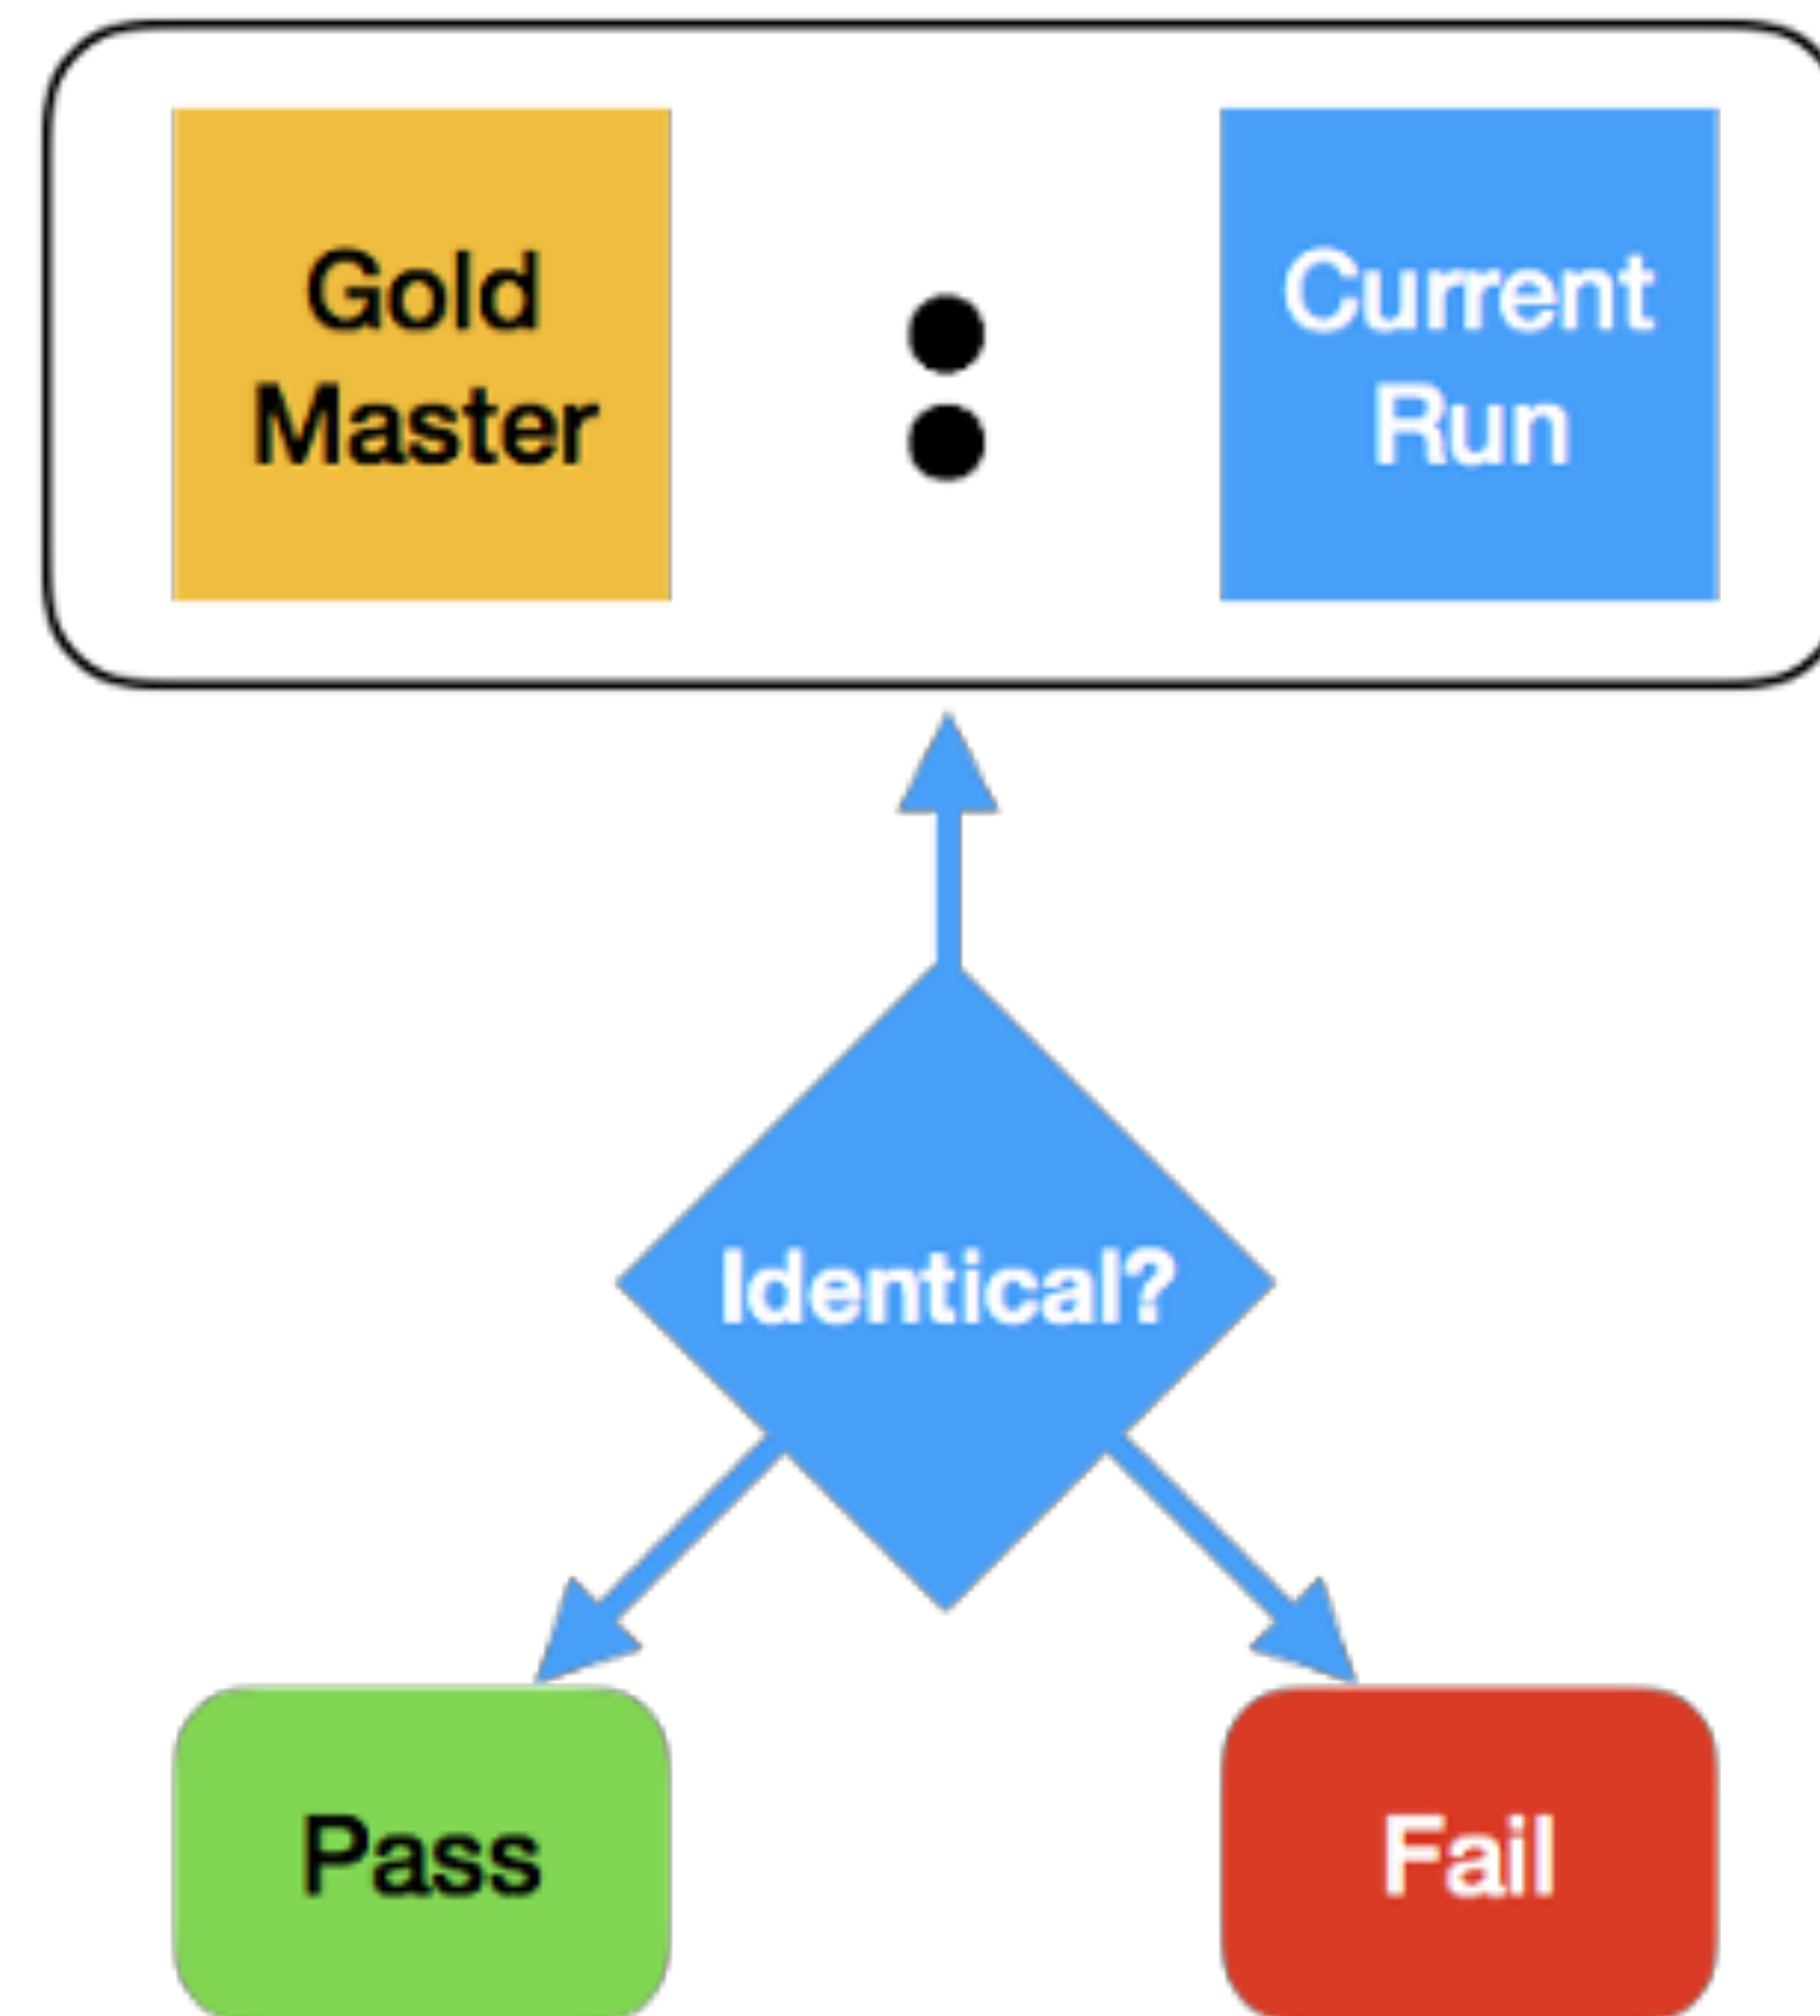 Gold
Master
:
Current
Run
Identical?
Pass
Fail